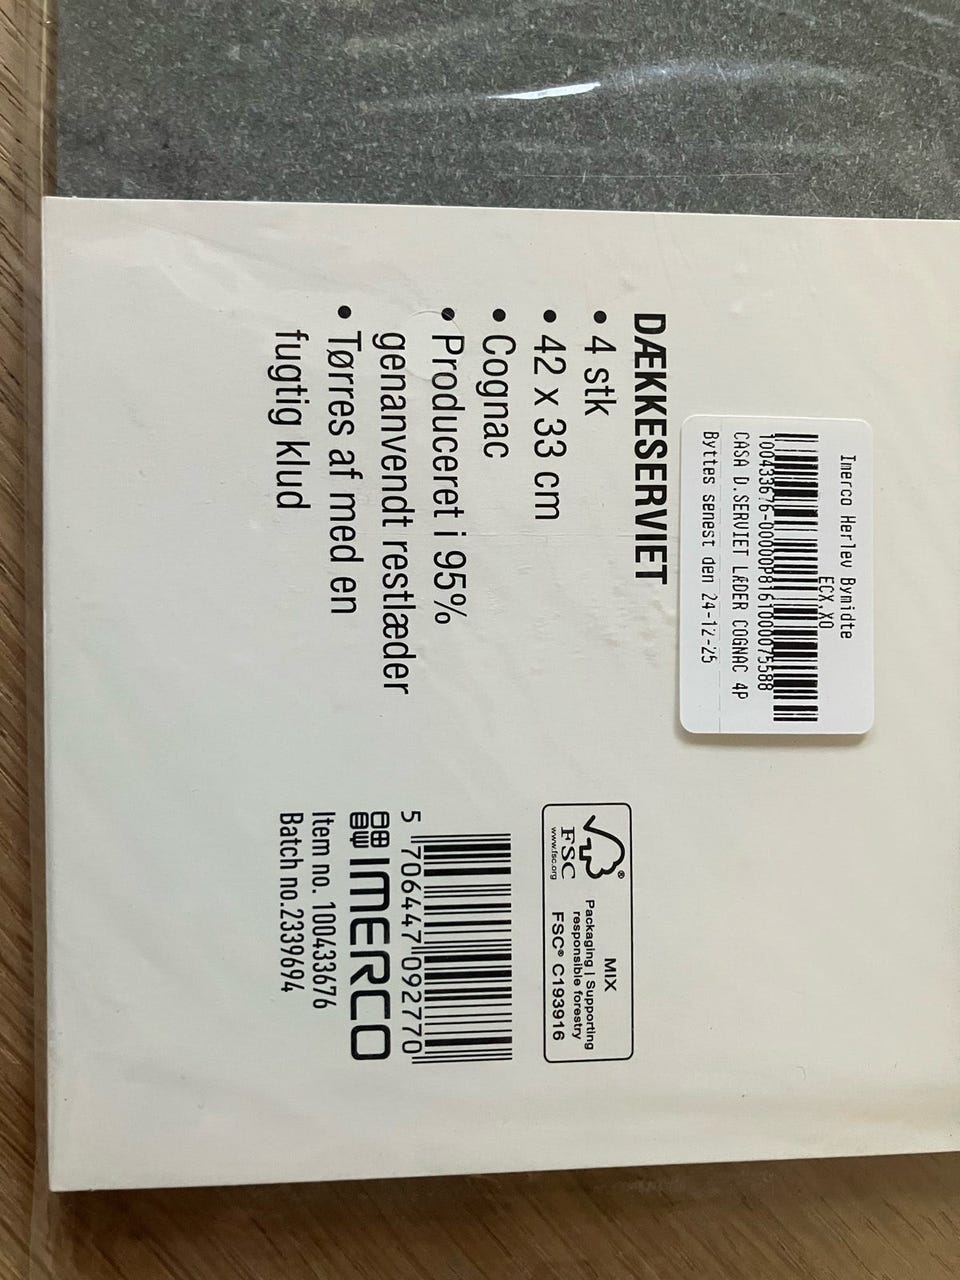 Imerco Herlev Bymidte
ECX,XO
100433676-00000P8161000075588
CASA D.SERVIET LÆDER COGNAC 4P
Byttes senest den 24-12-25
DÆKKESERVIET
• 4 stk
• 42 x 33 cm
• Cognac
• Produceret i 95%
genanvendt restlæder
• Tørres af med en
fugtig klud
FSC®
www.fsc.org
MIX
Packaging | Supporting
responsible forestry
FSC® C193916
5 706447 092770
IMERCO
Item no. 100433676
Batch no.2339694